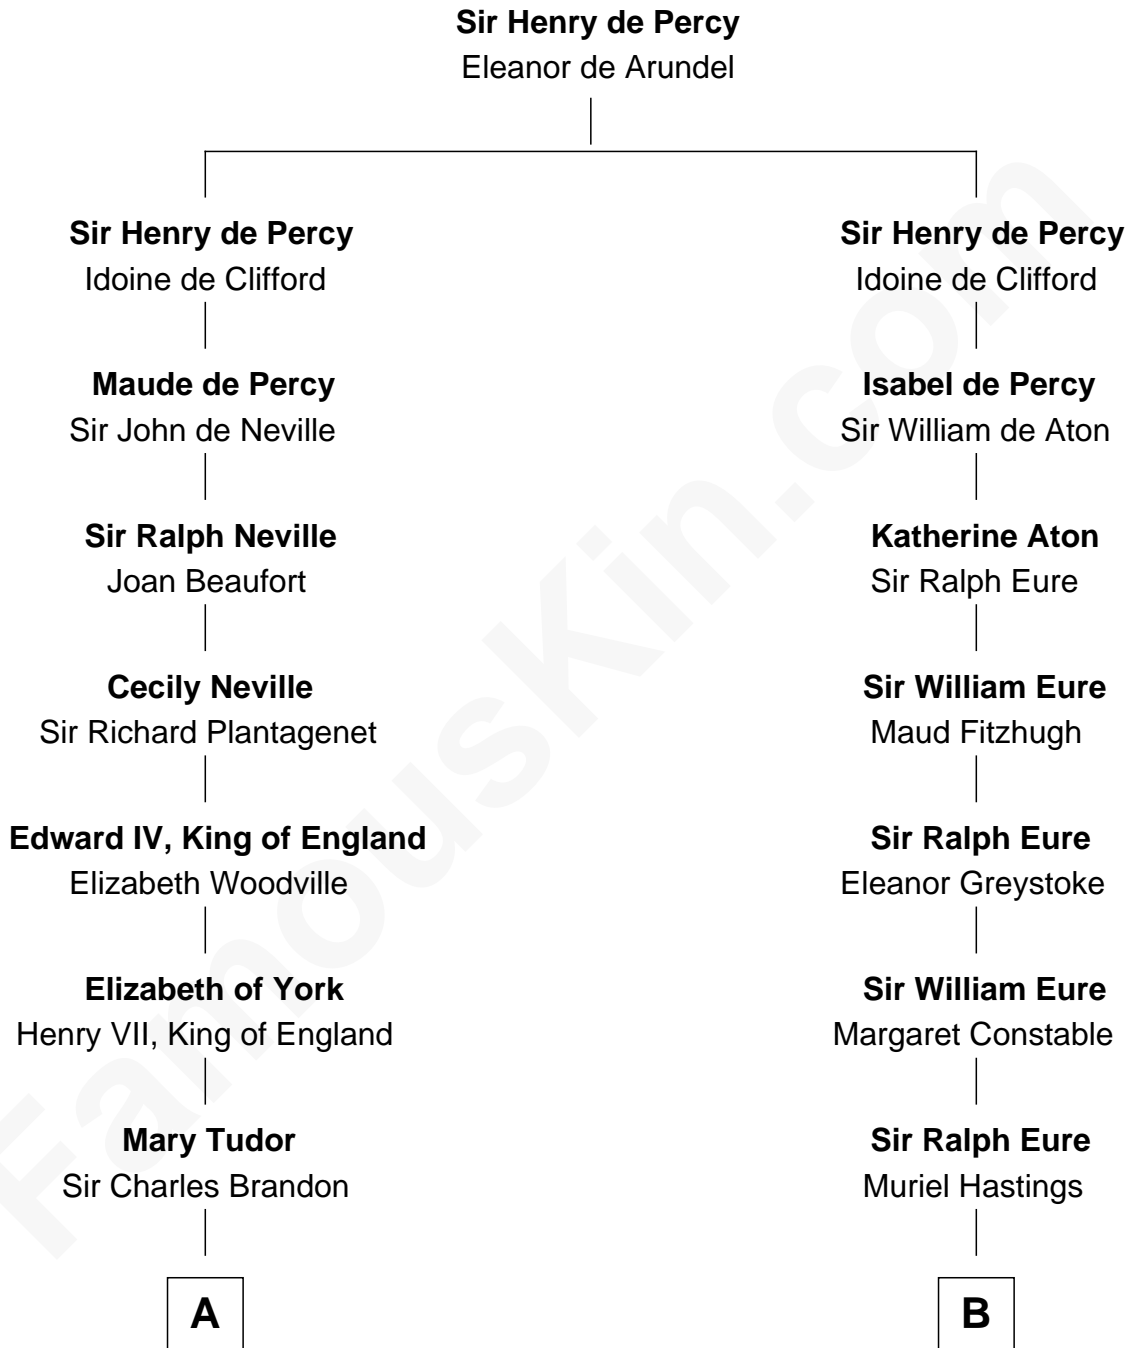 Sir Henry de Percy
Eleanor de Arundel
Sir Henry de Percy
Idoine de Clifford
Maude de Percy
Sir John de Neville
Sir Ralph Neville
Joan Beaufort
Cecily Neville
Sir Richard Plantagenet
Edward IV, King of England
Elizabeth Woodville
Elizabeth of York
Henry VII, King of England
Mary Tudor
Sir Charles Brandon
A
Sir Henry de Percy
Idoine de Clifford
Isabel de Percy
Sir William de Aton
Katherine Aton
Sir Ralph Eure
Sir William Eure
Maud Fitzhugh
Sir Ralph Eure
Eleanor Greystoke
Sir William Eure
Margaret Constable
Sir Ralph Eure
Muriel Hastings
B
FamousKin.com